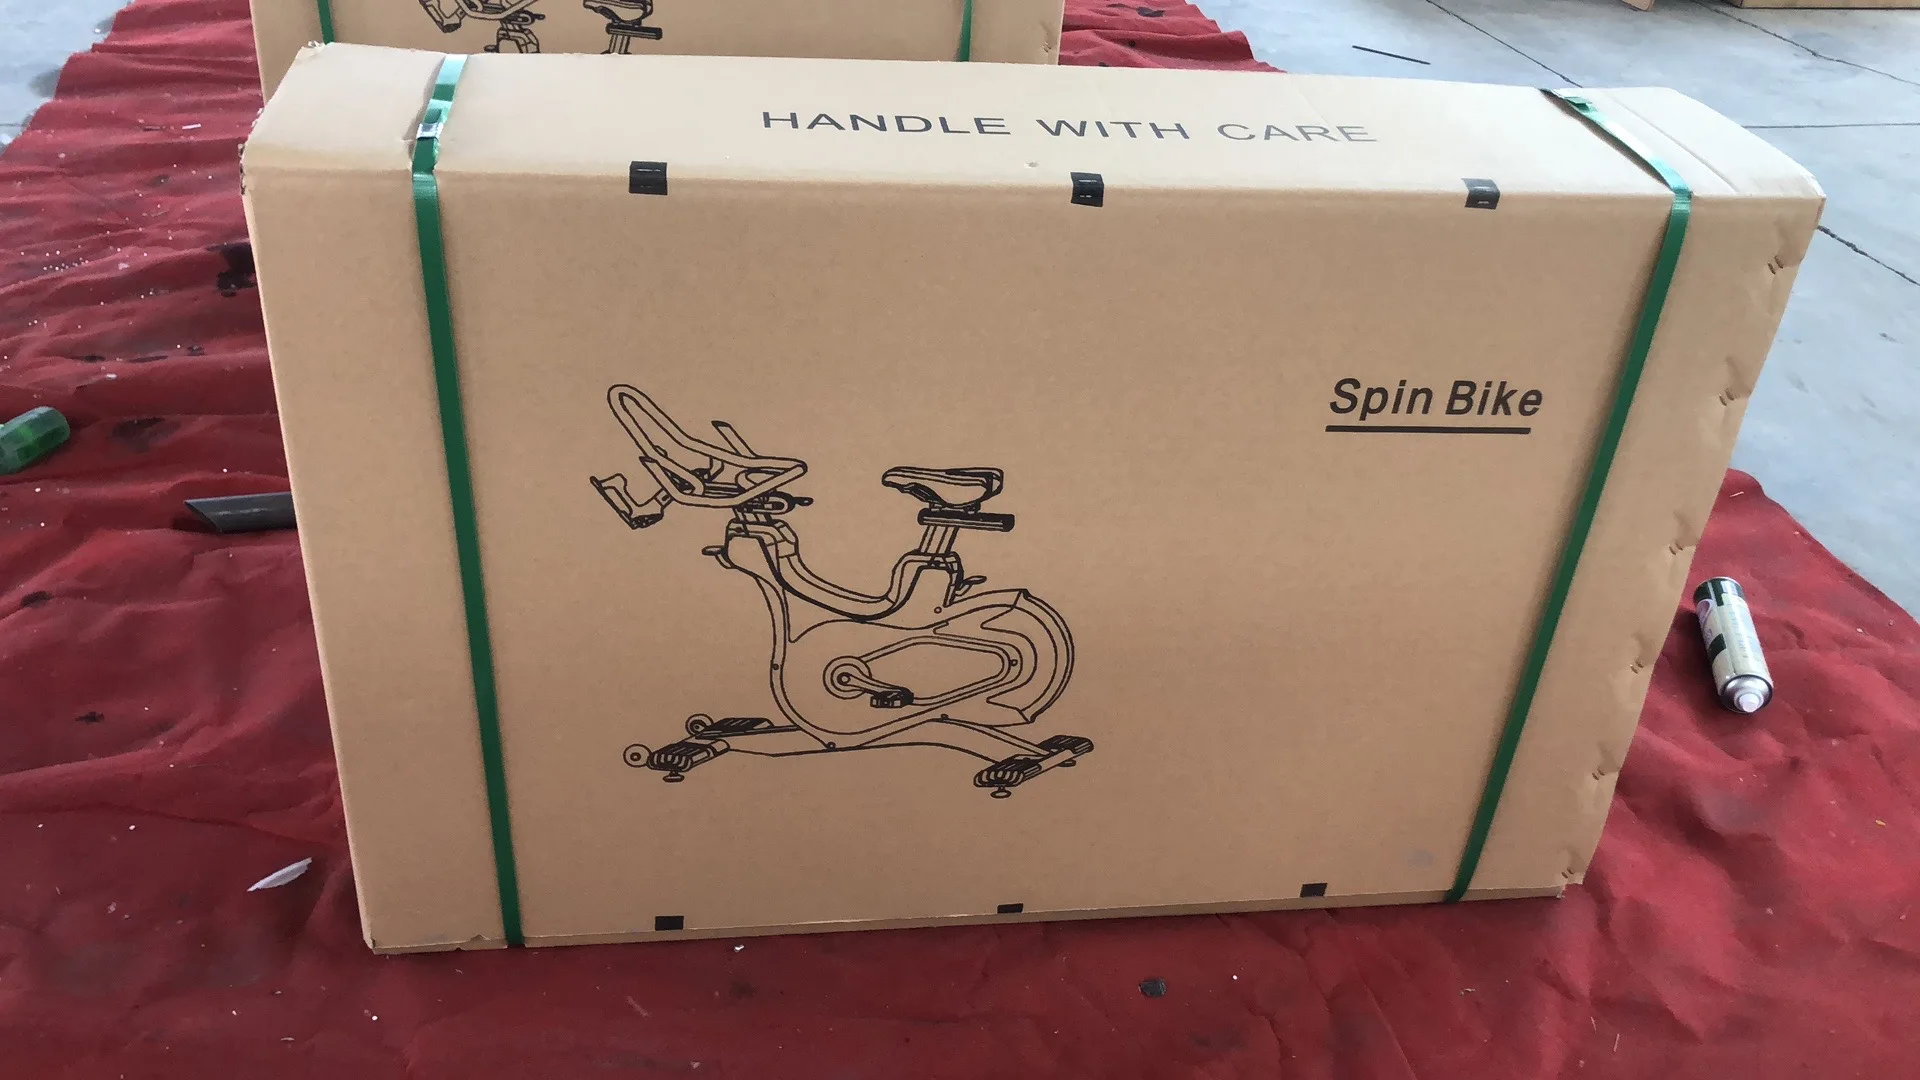 HANDLE WITH CARE
Spin Bike